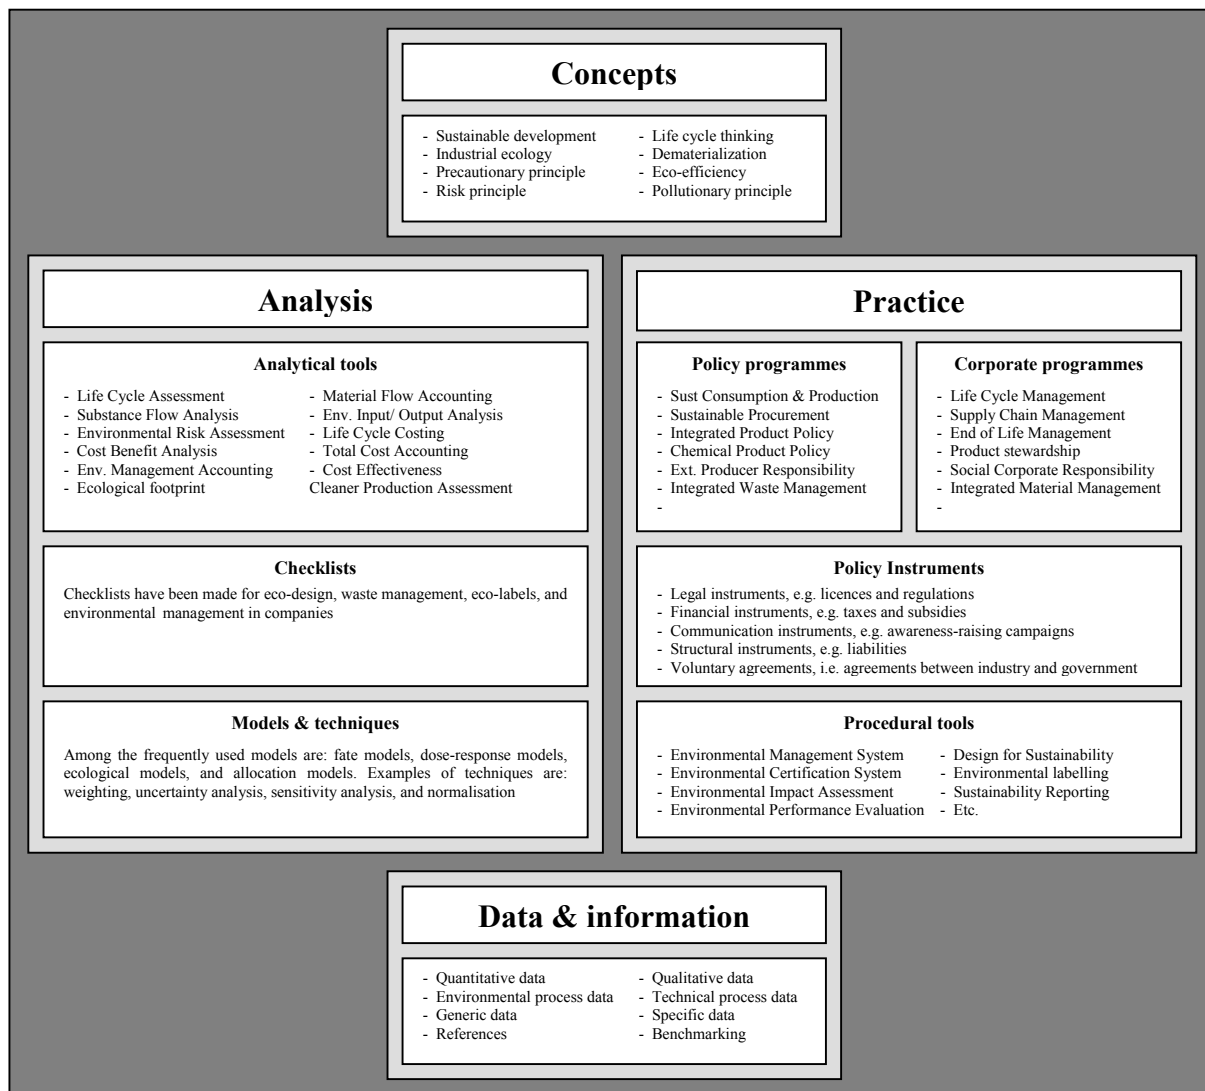 Concepts
- Sustainable development
- Industrial ecology
- Precautionary principle
- Risk principle
- Life cycle thinking
- Dematerialization
- Eco-efficiency
- Pollutionary principle
Analysis
Analytical tools
- Life Cycle Assessment
- Substance Flow Analysis
- Environmental Risk Assessment
- Cost Benefit Analysis
- Env. Management Accounting
- Ecological footprint
- Material Flow Accounting
- Env. Input/ Output Analysis
- Life Cycle Costing
- Total Cost Accounting
- Cost Effectiveness
Cleaner Production Assessment
Checklists
Checklists have been made for eco-design, waste management, eco-labels, and
environmental management in companies
Models & techniques
Among the frequently used models are: fate models, dose-response models,
ecological models, and allocation models. Examples of techniques are:
weighting, uncertainty analysis, sensitivity analysis, and normalisation
Practice
Policy programmes
- Sust Consumption & Production
- Sustainable Procurement
- Integrated Product Policy
- Chemical Product Policy
- Ext. Producer Responsibility
- Integrated Waste Management
-
Corporate programmes
- Life Cycle Management
- Supply Chain Management
- End of Life Management
- Product stewardship
- Social Corporate Responsibility
- Integrated Material Management
-
Policy Instruments
- Legal instruments, e.g. licences and regulations
- Financial instruments, e.g. taxes and subsidies
- Communication instruments, e.g. awareness-raising campaigns
- Structural instruments, e.g. liabilities
- Voluntary agreements, i.e. agreements between industry and government
Procedural tools
- Environmental Management System
- Environmental Certification System
- Environmental Impact Assessment
- Environmental Performance Evaluation
- Design for Sustainability
- Environmental labelling
- Sustainability Reporting
- Etc.
Data & information
- Quantitative data
- Environmental process data
- Generic data
- References
- Qualitative data
- Technical process data
- Specific data
- Benchmarking